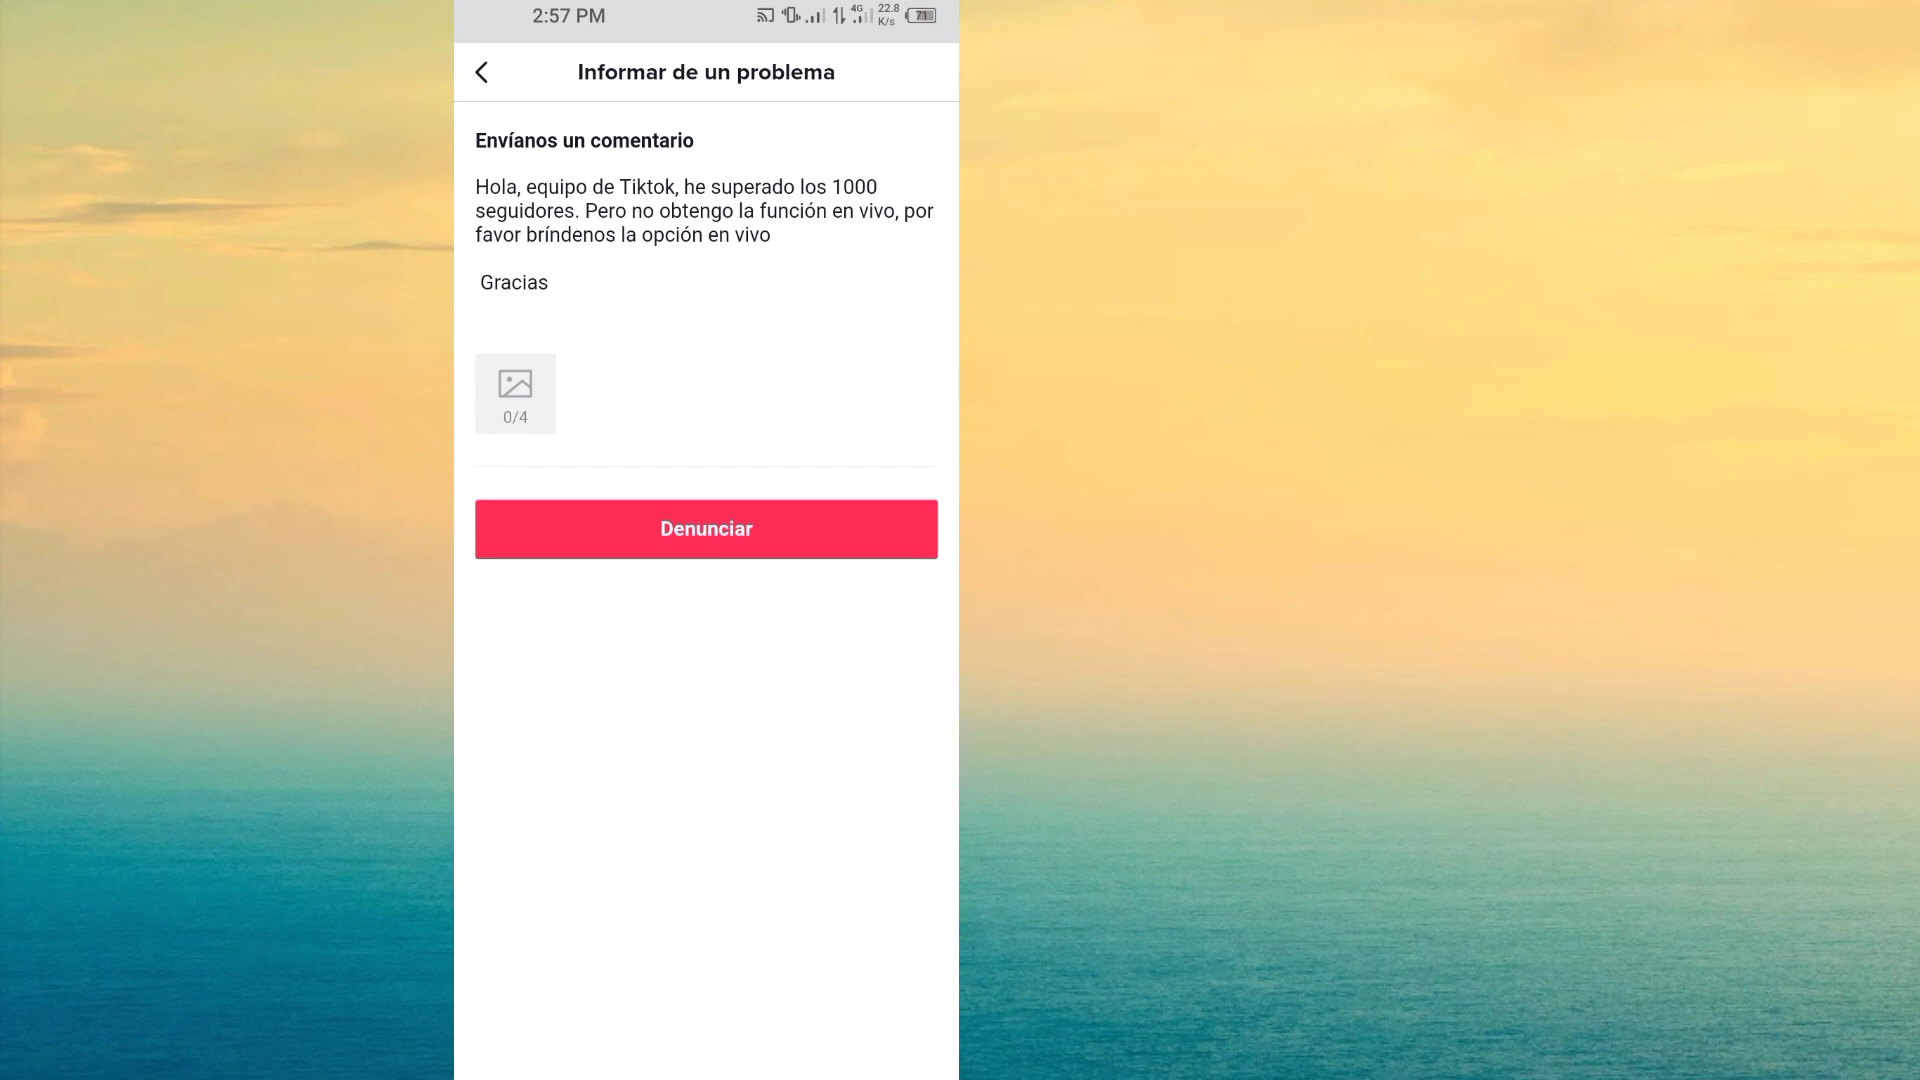 2:57 PM
4G
22.8
K/s
71
Informar de un problema
Envíanos un comentario
Hola, equipo de Tiktok, he superado los 1000
seguidores. Pero no obtengo la función en vivo, por
favor bríndenos la opción en vivo
Gracias
0/4
Denunciar